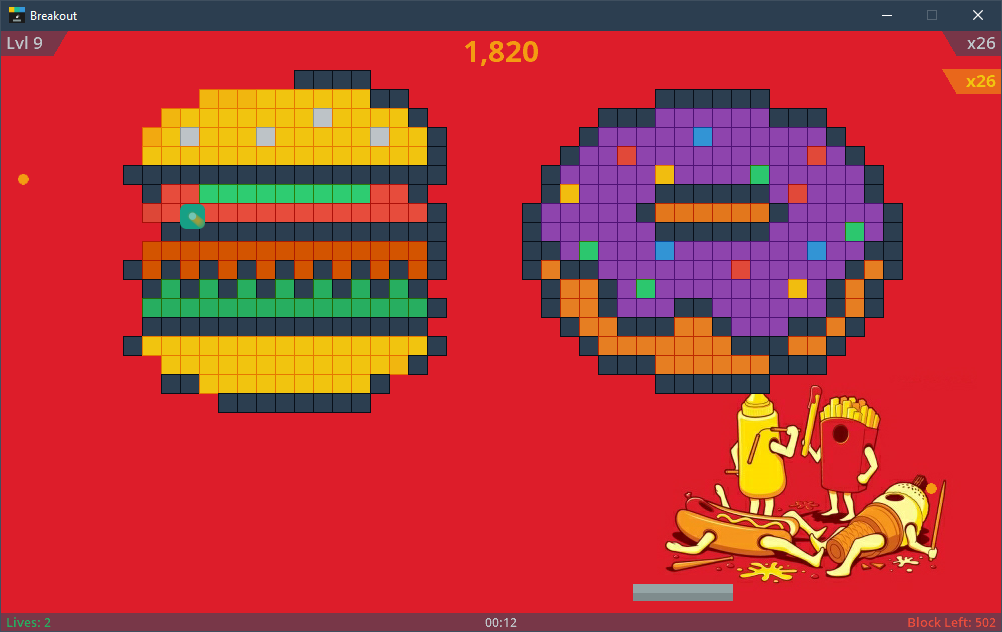 Breakout
Lvl 9
1,820
x26
x26
Lives: 2
00:12
Block Left: 502